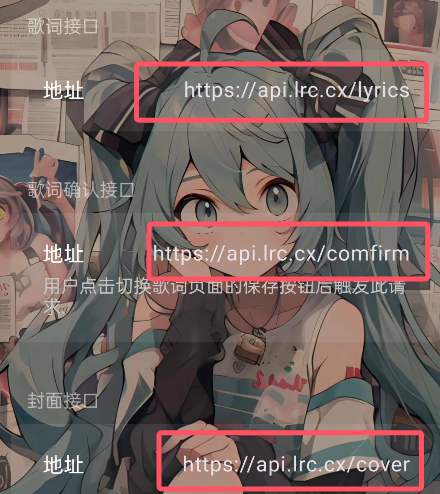 歌词接口
地址 https://api.lrc.cx/lyrics
歌词确认接口
地址 https://api.lrc.cx/comfirm
用户点击切换歌词页面的保存按钮后触发此请
求。
封面接口
地址 https://api.lrc.cx/cover